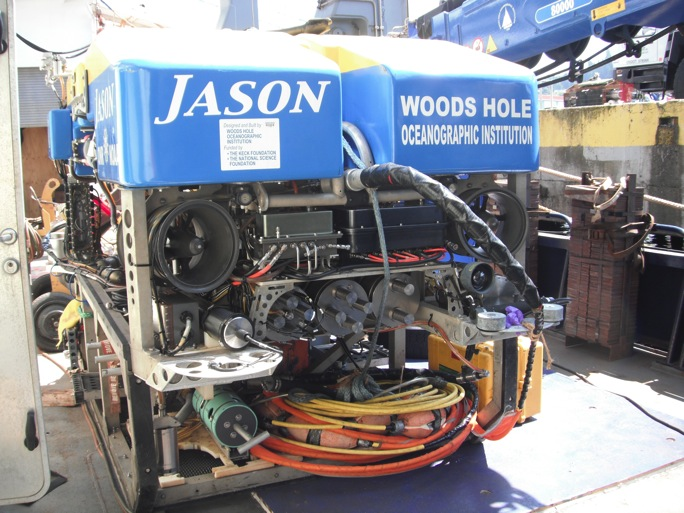 JASON
WOODS HOLE
OCEANOGRAPHIC INSTITUTION
Designed and Built by
WOODS HOLE
OCEANOGRAPHIC
INSTITUTION
Funded by
• THE KECK FOUNDATION
• THE NATIONAL SCIENCE
FOUNDATION
JASON
20000